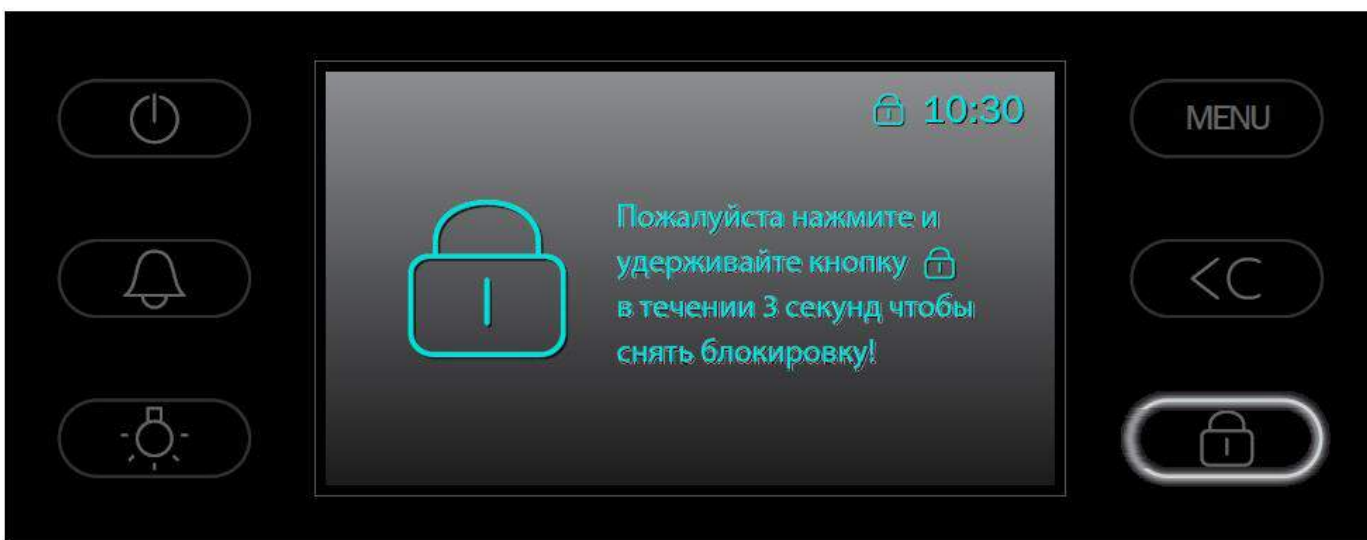 10:30
MENU
Пожалуйста нажмите и
удерживайте кнопку
в течении 3 секунд чтобы
снять блокировку!
<C